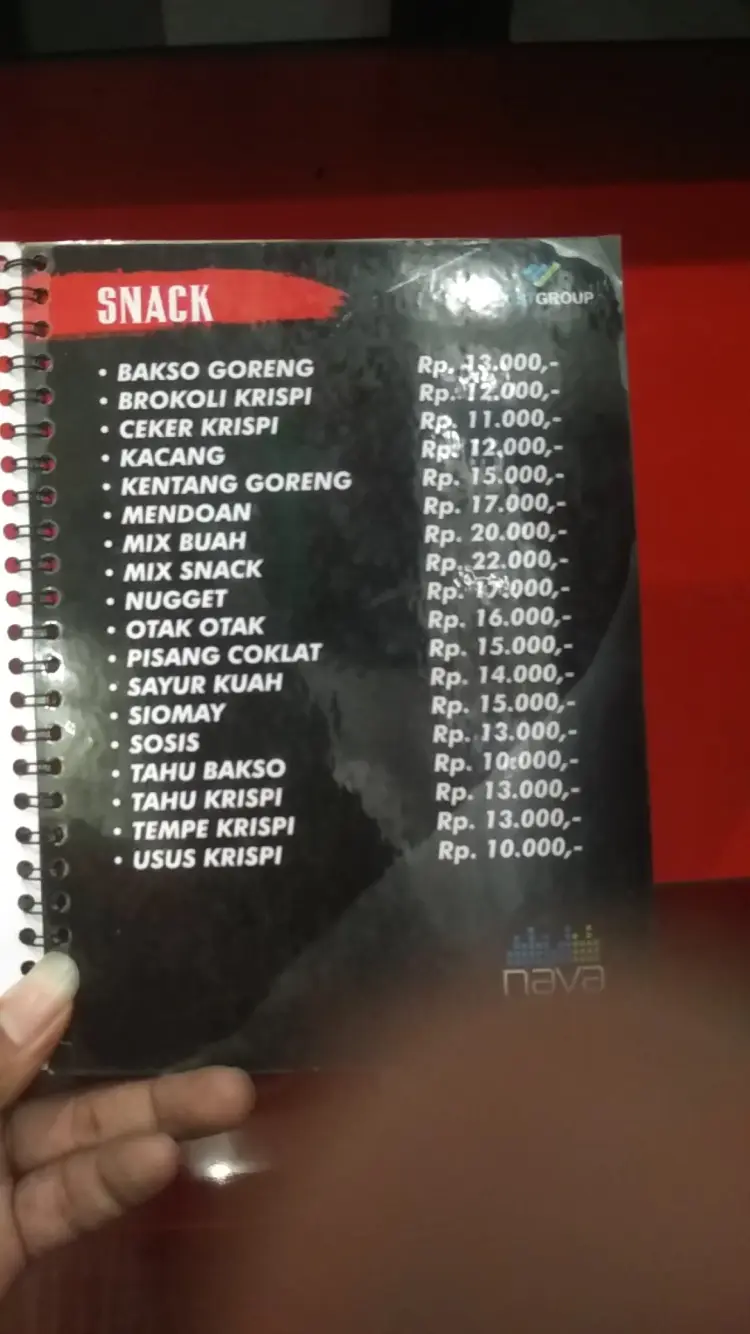 SNACK
GROUP
• BAKSO GORENG Rp. 13.000,-
• BROKOLI KRISPI Rp. 12.000,-
• CEKER KRISPI Rp. 11.000,-
• KACANG Rp. 12.000,-
• KENTANG GORENG Rp. 15.000,-
• MENDOAN Rp. 17.000,-
• MIX BUAH Rp. 20.000,-
• MIX SNACK Rp. 22.000,-
• NUGGET Rp. 17.000,-
• OTAK OTAK Rp. 16.000,-
• PISANG COKLAT Rp. 15.000,-
• SAYUR KUAH Rp. 14.000,-
• SIOMAY Rp. 15.000,-
• SOSIS Rp. 13.000,-
• TAHU BAKSO Rp. 10.000,-
• TAHU KRISPI Rp. 13.000,-
• TEMPE KRISPI Rp. 13.000,-
• USUS KRISPI Rp. 10.000,-
nava